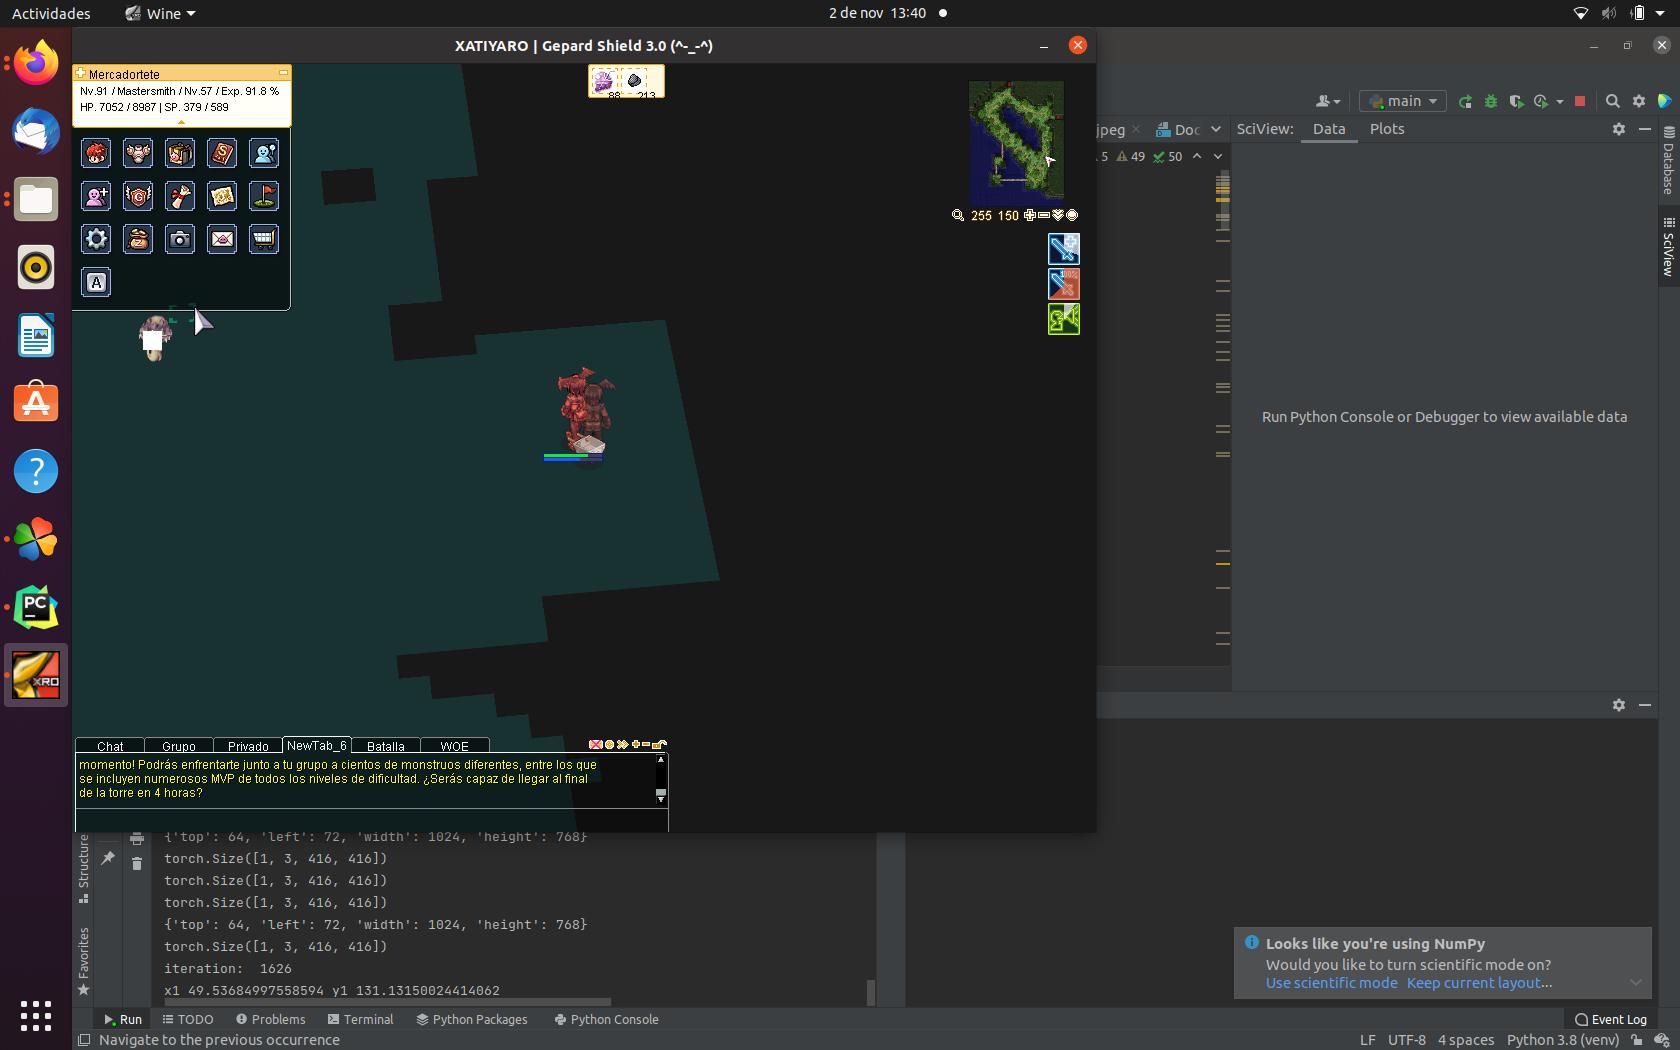 Actividades
Wine
2 de nov 13:40
XATIYARO | Gepard Shield 3.0 (^-_-^)
Mercadortete
Nv.91 / Mastersmith / Nv.57 / Exp. 91.8 %
HP. 7052 / 8987 | SP. 379 / 589
88
213
255 150
A
PC
XRO
main
jpeg
Doc
SciView:
Data
Plots
5
49
50
Database
SciView
Run Python Console or Debugger to view available data
Chat
Grupo
Privado
NewTab_6
Batalla
WOE
momento! Podrás enfrentarte junto a tu grupo a cientos de monstruos diferentes, entre los que
se incluyen numerosos MVP de todos los niveles de dificultad. ¿Serás capaz de llegar al final
de la torre en 4 horas?
Structure
Favorites
{'top': 64, 'left': 72, 'width': 1024, 'height': 768}
torch.Size([1, 3, 416, 416])
torch.Size([1, 3, 416, 416])
torch.Size([1, 3, 416, 416])
{'top': 64, 'left': 72, 'width': 1024, 'height': 768}
torch.Size([1, 3, 416, 416])
iteration:  1626
x1 49.53684997558594 y1 131.13150024414062
Looks like you're using NumPy
Would you like to turn scientific mode on?
Use scientific mode Keep current layout...
Run
TODO
Problems
Terminal
Python Packages
Python Console
Event Log
Navigate to the previous occurrence
LF UTF-8 4 spaces Python 3.8 (venv)